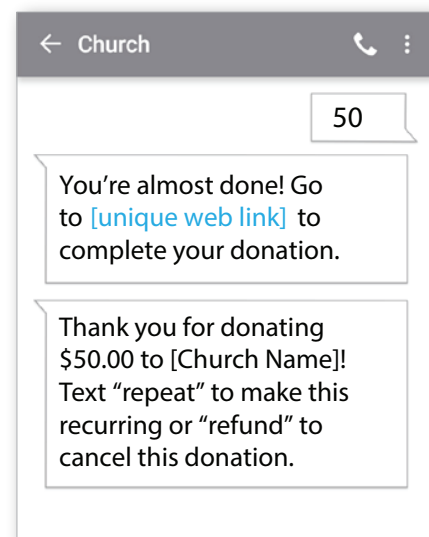 Church
50
You’re almost done! Go
to [unique web link] to
complete your donation.
Thank you for donating
$50.00 to [Church Name]!
Text “repeat” to make this
recurring or “refund” to
cancel this donation.